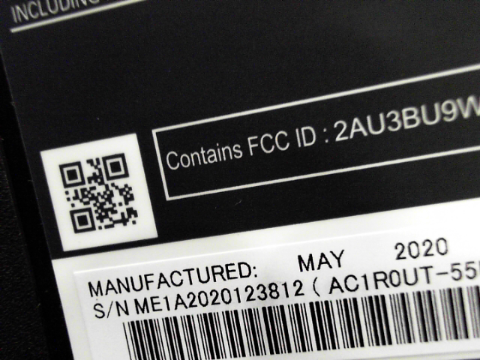 INCLUDING
Contains FCC ID : 2AU3BU9W
MANUFACTURED: MAY 2020
S/N ME1A2020123812 ( AC1R0UT-55